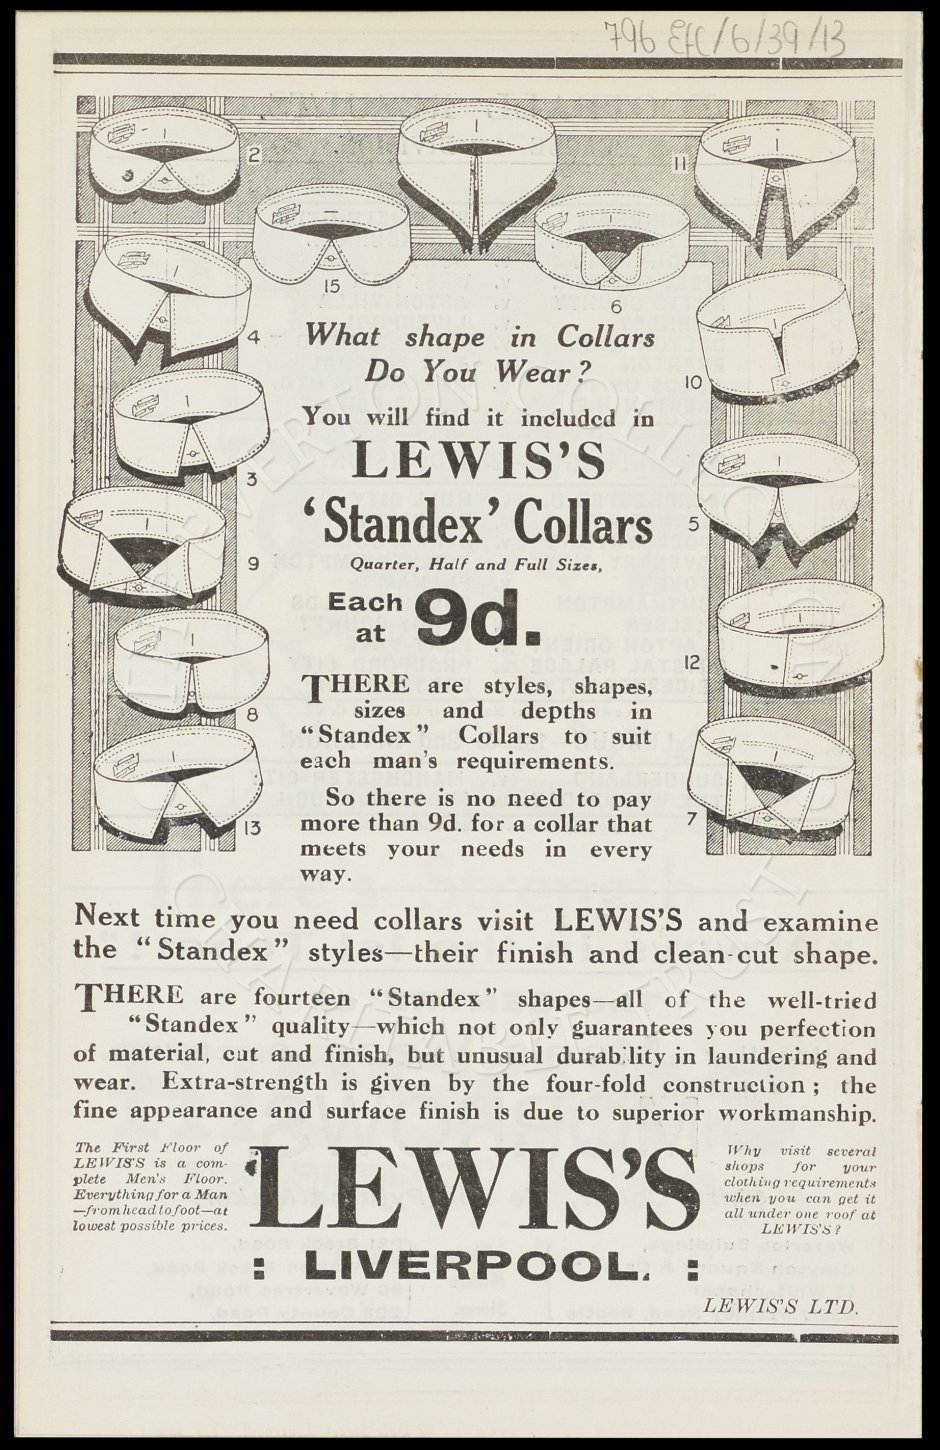 796 EFC/6/39/13
2
11
15
6
4
What shape in Collars
Do You Wear?
10
You will find it included in
3
LEWIS'S
'Standex' Collars
5
9
Quarter, Half and Full Sizes,
Each
at
9d.
12
8
THERE are styles, shapes,
sizes and depths in
"Standex" Collars to suit
each man's requirements.
So there is no need to pay
more than 9d. for a collar that
meets your needs in every
way.
7
13
Next time you need collars visit LEWIS'S and examine
the "Standex" styles—their finish and clean-cut shape.
THERE are fourteen "Standex" shapes—all of the well-tried
"Standex" quality—which not only guarantees you perfection
of material, cut and finish, but unusual durability in laundering and
wear. Extra-strength is given by the four-fold construction; the
fine appearance and surface finish is due to superior workmanship.
The First Floor of
LEWIS'S is a com-
plete Men's Floor.
Everything for a Man
—from head to foot—at
lowest possible prices.
LEWIS'S
: LIVERPOOL. :
Why visit several
shops for your
clothing requirements
when you can get it
all under one roof at
LEWIS'S?
LEWIS'S LTD.
THE EVERTON COLLECTION
CHARITABLE TRUST